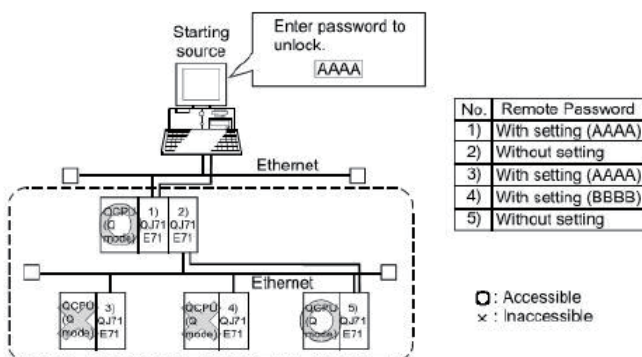 Starting
source
Enter password to
unlock.
AAAA
Ethernet
No. Remote Password
1) With setting (AAAA)
2) Without setting
3) With setting (AAAA)
4) With setting (BBBB)
5) Without setting
QCPU
(Q
mode)
1)
QJ71
E71
2)
QJ71
E71
Ethernet
QCPU
(Q
mode)
3)
QJ71
E71
QCPU
(Q
mode)
4)
QJ71
E71
QCPU
(Q
mode)
5)
QJ71
E71
: Accessible
× : Inaccessible